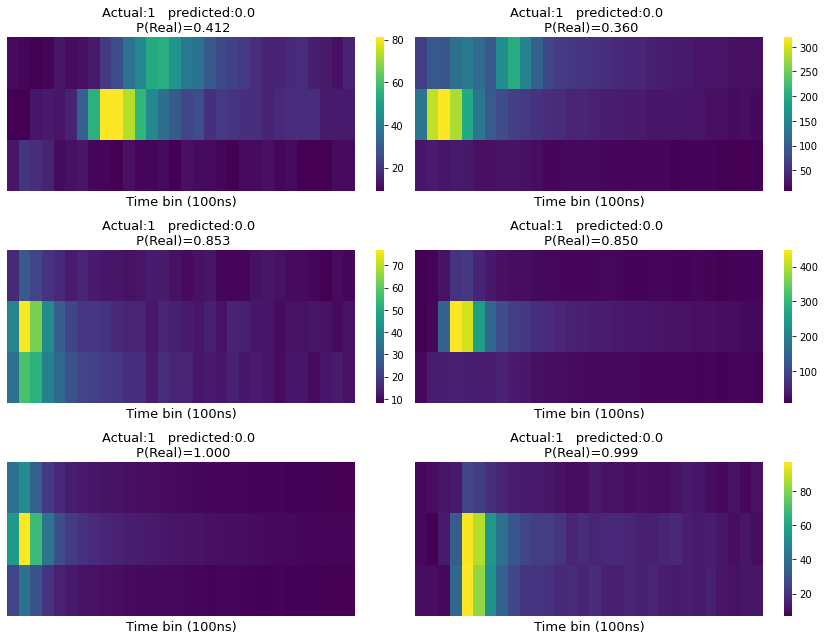 Actual:1 predicted:0.0
P(Real)=0.412
80
60
40
20
Time bin (100ns)
Actual:1 predicted:0.0
P(Real)=0.360
300
250
200
150
100
50
Time bin (100ns)
Actual:1 predicted:0.0
P(Real)=0.853
70
60
50
40
30
20
10
Time bin (100ns)
Actual:1 predicted:0.0
P(Real)=0.850
400
300
200
100
Time bin (100ns)
Actual:1 predicted:0.0
P(Real)=1.000
Time bin (100ns)
Actual:1 predicted:0.0
P(Real)=0.999
80
60
40
20
Time bin (100ns)